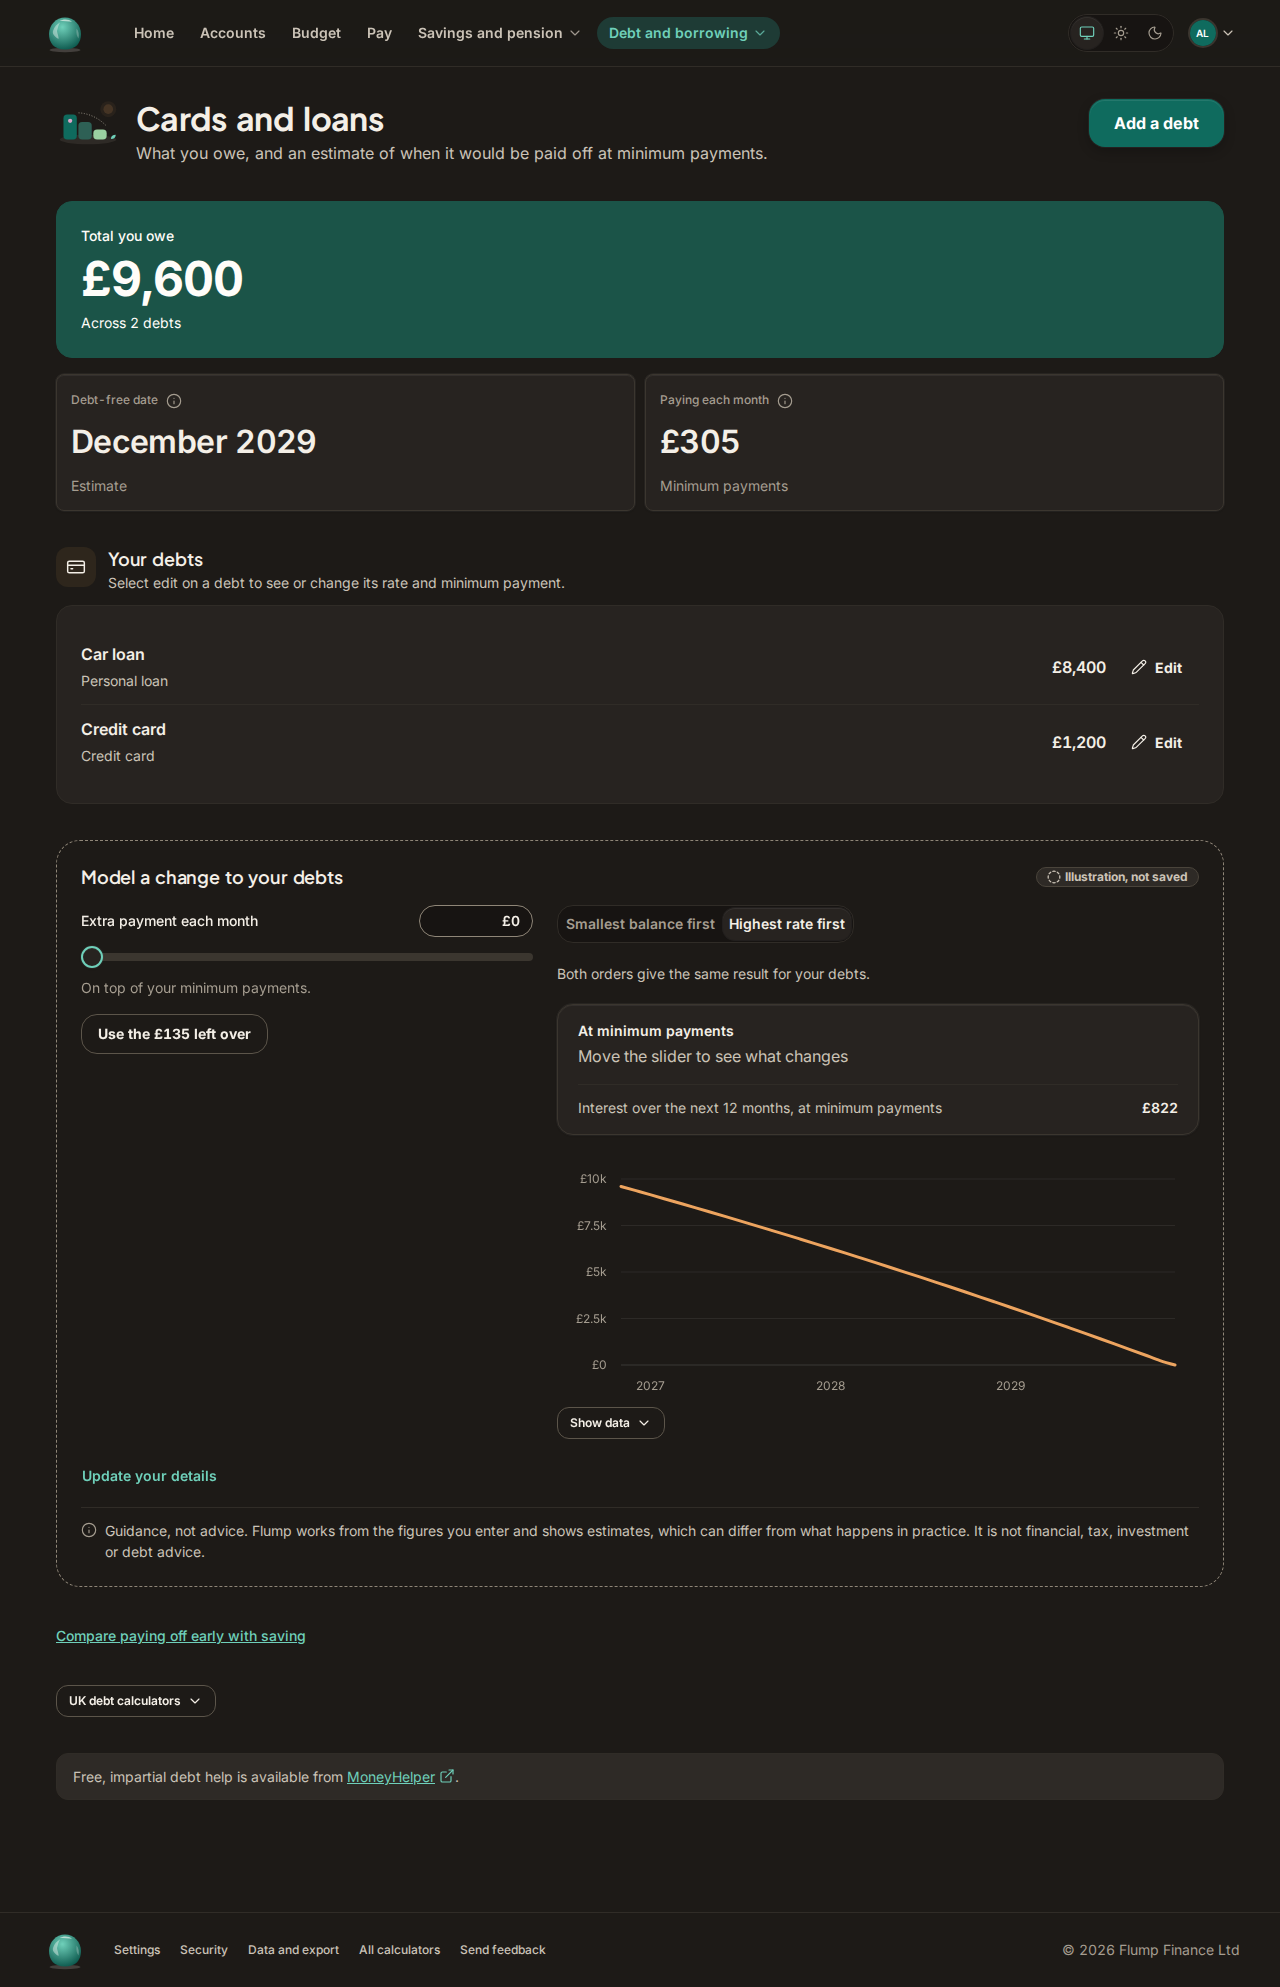 Home
Accounts
Budget
Pay
Savings and pension
Debt and borrowing
AL
Cards and loans
What you owe, and an estimate of when it would be paid off at minimum payments.
Add a debt
Total you owe
£9,600
Across 2 debts
Debt-free date
December 2029
Estimate
Paying each month
£305
Minimum payments
Your debts
Select edit on a debt to see or change its rate and minimum payment.
Car loan
Personal loan
£8,400
Edit
Credit card
Credit card
£1,200
Edit
Model a change to your debts
Illustration, not saved
Extra payment each month
£0
On top of your minimum payments.
Use the £135 left over
Smallest balance first
Highest rate first
Both orders give the same result for your debts.
At minimum payments
Move the slider to see what changes
Interest over the next 12 months, at minimum payments
£822
£10k
£7.5k
£5k
£2.5k
£0
2027
2028
2029
Show data
Update your details
Guidance, not advice. Flump works from the figures you enter and shows estimates, which can differ from what happens in practice. It is not financial, tax, investment
or debt advice.
Compare paying off early with saving
UK debt calculators
Free, impartial debt help is available from MoneyHelper.
Settings
Security
Data and export
All calculators
Send feedback
© 2026 Flump Finance Ltd